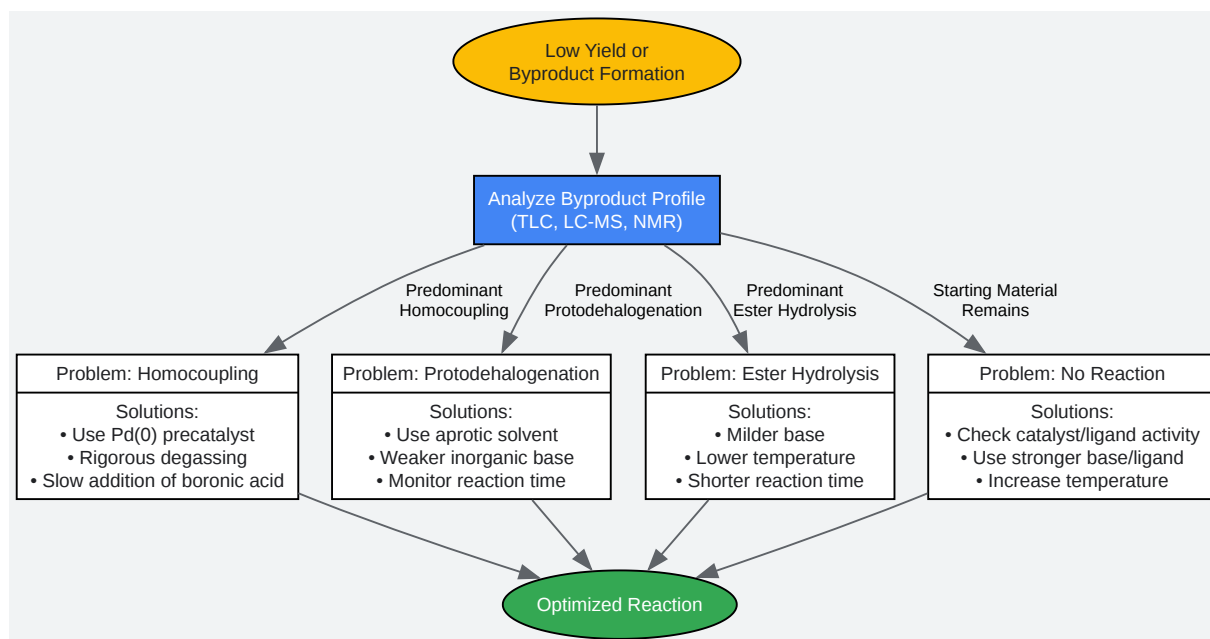 Low Yield or
Byproduct Formation
Analyze Byproduct Profile
(TLC, LC-MS, NMR)
Predominant
Homocoupling
Predominant
Protodehalogenation
Predominant
Ester Hydrolysis
Starting Material
Remains
Problem: Homocoupling
Solutions:
• Use Pd(0) precatalyst
• Rigorous degassing
• Slow addition of boronic acid
Problem: Protodehalogenation
Solutions:
• Use aprotic solvent
• Weaker inorganic base
• Monitor reaction time
Problem: Ester Hydrolysis
Solutions:
• Milder base
• Lower temperature
• Shorter reaction time
Problem: No Reaction
Solutions:
• Check catalyst/ligand activity
• Use stronger base/ligand
• Increase temperature
Optimized Reaction